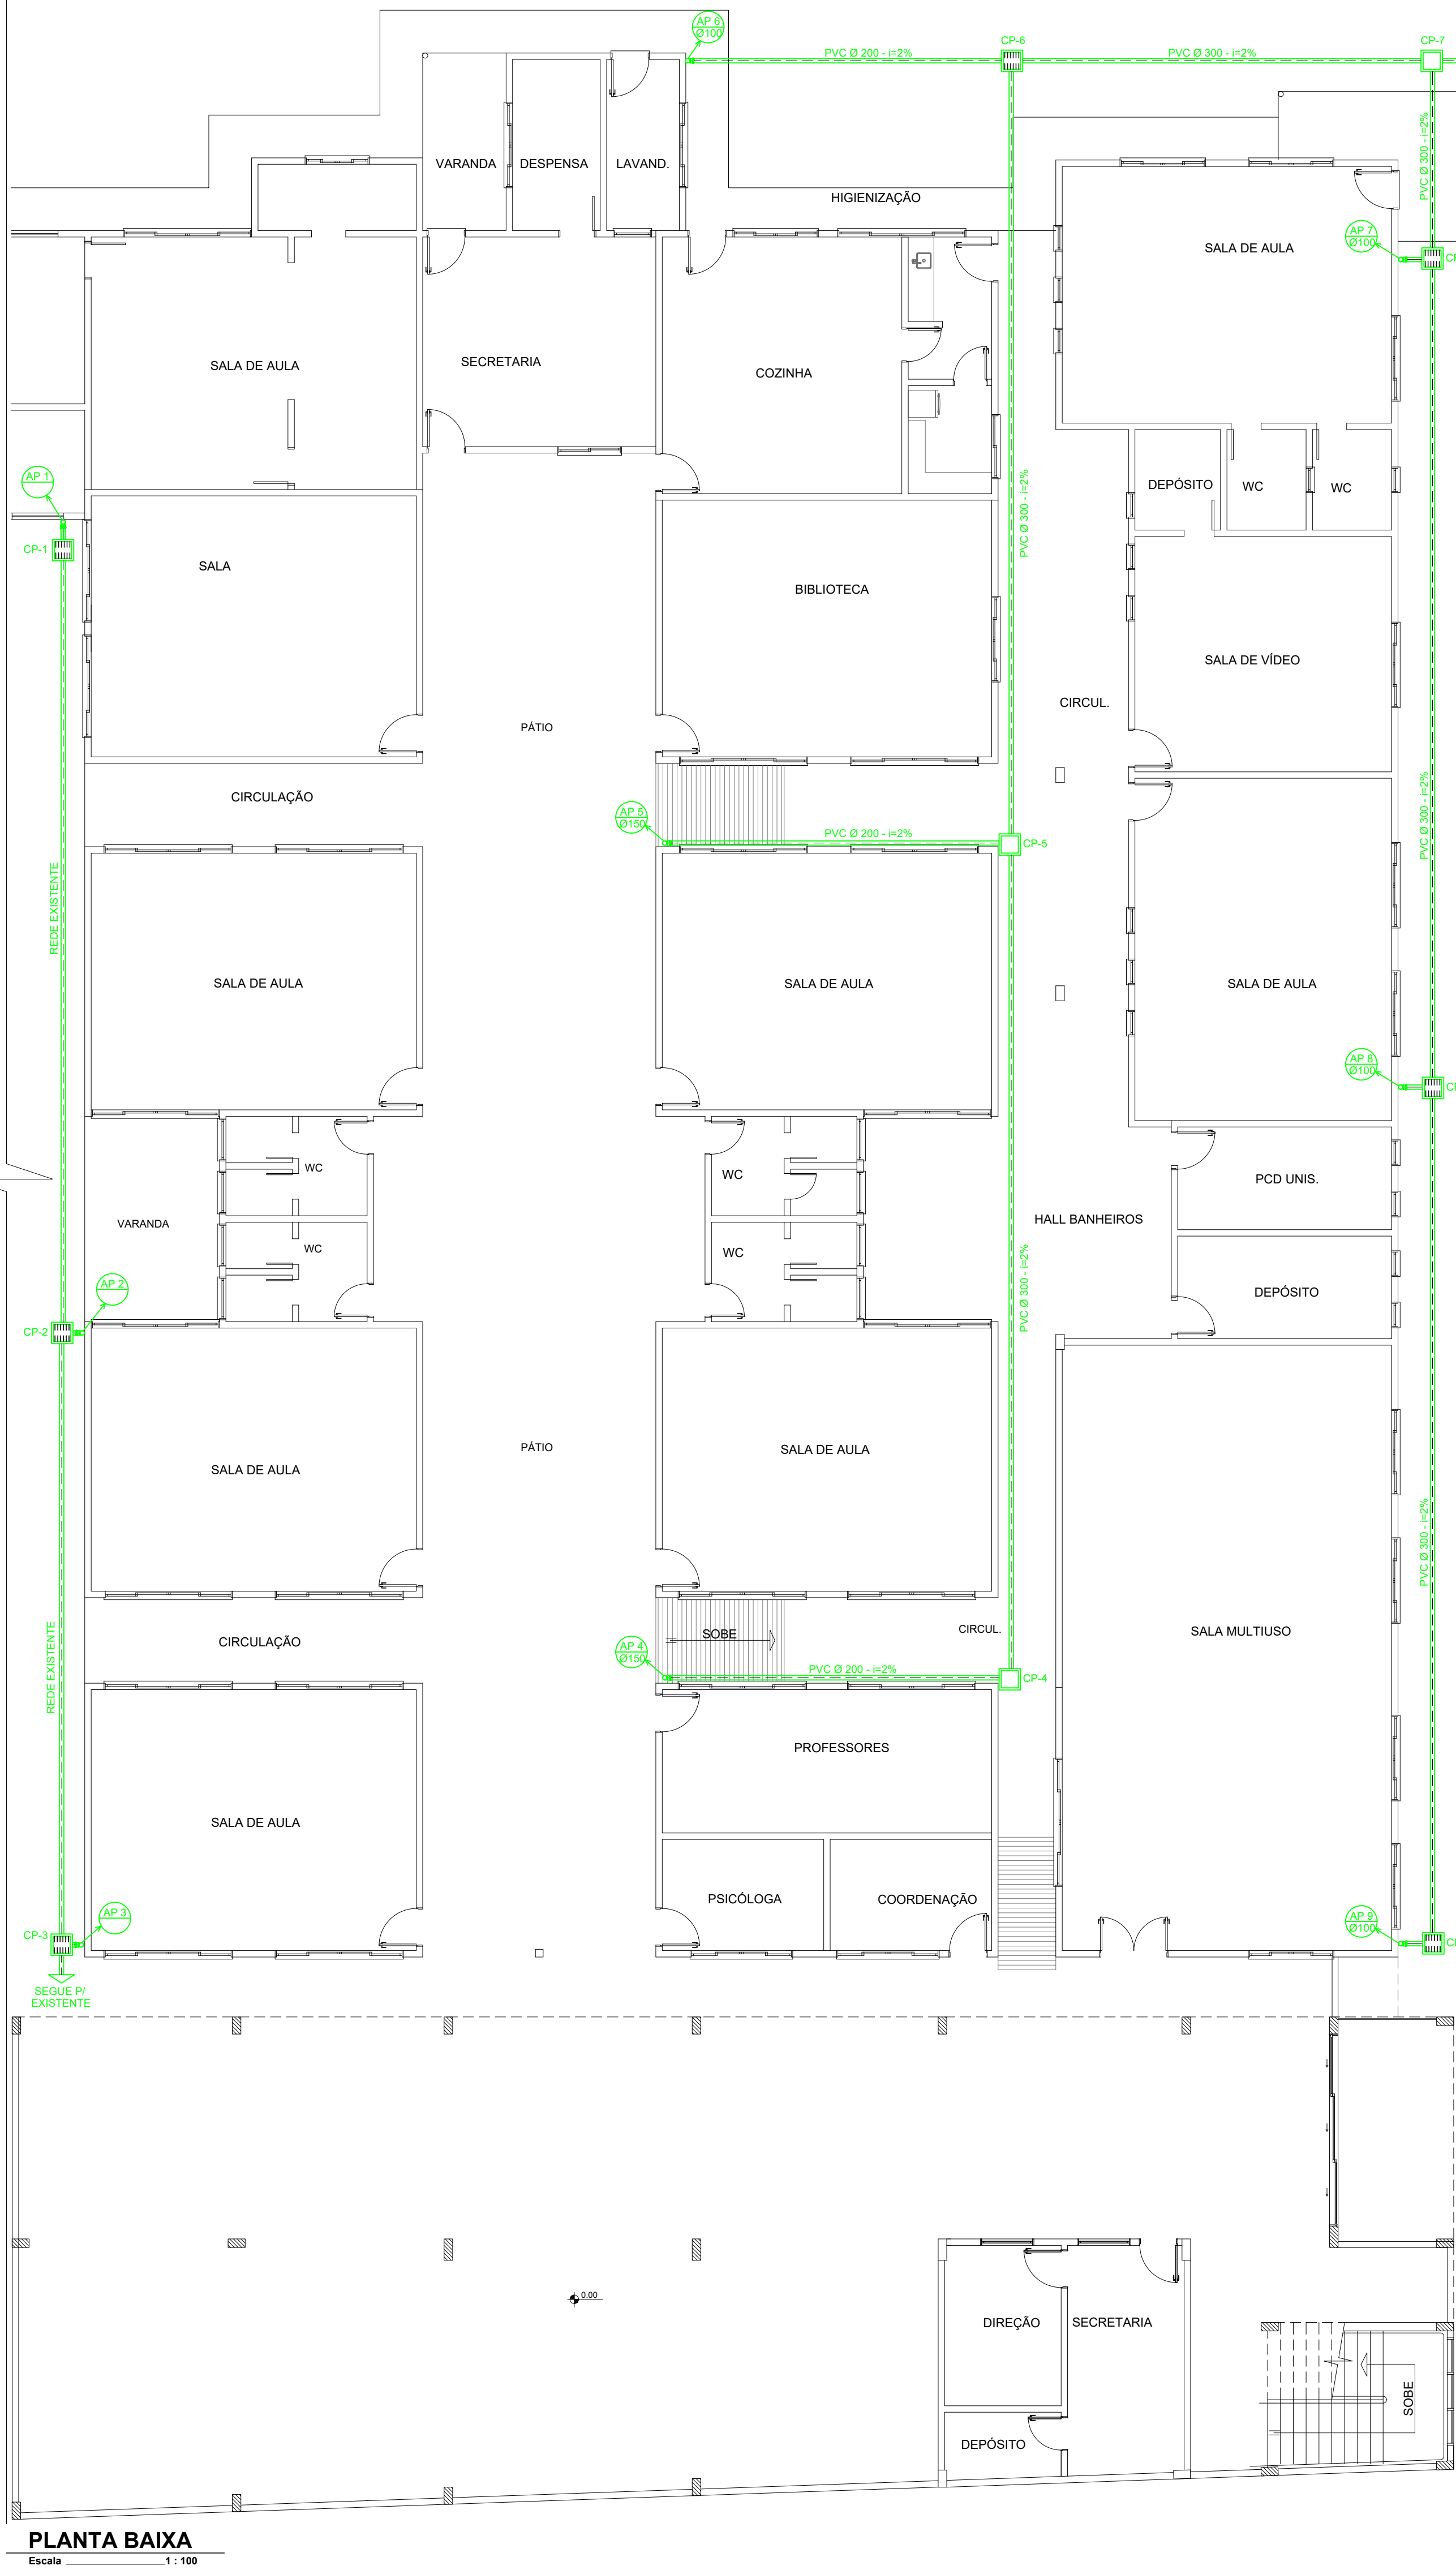 AP 6
Ø100
CP-6
CP-7
PVC Ø 200 - i=2%
PVC Ø 300 - i=2%
PVC Ø 300 - i=2%
VARANDA
DESPENSA
LAVAND.
HIGIENIZAÇÃO
AP 7
Ø100
SALA DE AULA
SALA DE AULA
SECRETARIA
COZINHA
AP 1
CP-1
PVC Ø 300 - i=2%
DEPÓSITO
WC
WC
SALA
BIBLIOTECA
SALA DE VÍDEO
CIRCUL.
PÁTIO
CIRCULAÇÃO
AP 5
Ø150
PVC Ø 200 - i=2%
CP-5
PVC Ø 300 - i=2%
REDE EXISTENTE
SALA DE AULA
SALA DE AULA
SALA DE AULA
AP 8
Ø100
WC
WC
PCD UNIS.
VARANDA
HALL BANHEIROS
WC
WC
AP 2
CP-2
PVC Ø 300 - i=2%
DEPÓSITO
PÁTIO
SALA DE AULA
SALA DE AULA
PVC Ø 300 - i=2%
CIRCULAÇÃO
REDE EXISTENTE
AP 4
Ø150
SOBE
CIRCUL.
SALA MULTIUSO
PVC Ø 200 - i=2%
CP-4
PROFESSORES
SALA DE AULA
PSICÓLOGA
COORDENAÇÃO
AP 3
CP-3
AP 9
Ø100
SEGUE P/
EXISTENTE
0.00
DIREÇÃO
SECRETARIA
SOBE
DEPÓSITO
PLANTA BAIXA
Escala 1 : 100